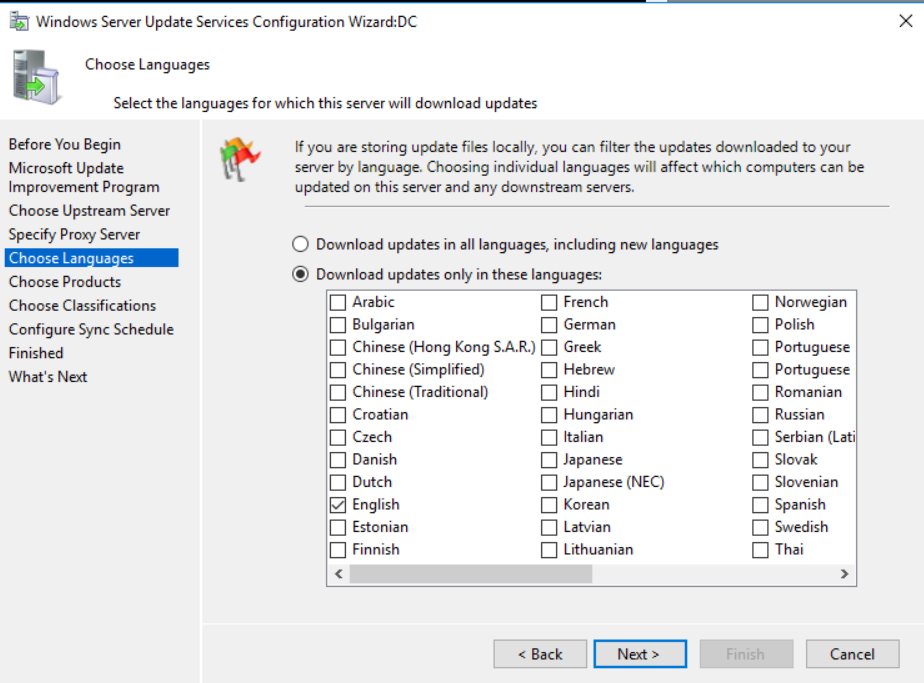 Windows Server Update Services Configuration Wizard:DC
Choose Languages
Select the languages for which this server will download updates
Before You Begin
Microsoft Update
Improvement Program
Choose Upstream Server
Specify Proxy Server
Choose Languages
Choose Products
Choose Classifications
Configure Sync Schedule
Finished
What's Next
If you are storing update files locally, you can filter the updates downloaded to your
server by language. Choosing individual languages will affect which computers can be
updated on this server and any downstream servers.
Download updates in all languages, including new languages
Download updates only in these languages:
Arabic
Bulgarian
Chinese (Hong Kong S.A.R.)
Chinese (Simplified)
Chinese (Traditional)
Croatian
Czech
Danish
Dutch
English
Estonian
Finnish
French
German
Greek
Hebrew
Hindi
Hungarian
Italian
Japanese
Japanese (NEC)
Korean
Latvian
Lithuanian
Norwegian
Polish
Portuguese
Portuguese
Romanian
Russian
Serbian (Lati
Slovak
Slovenian
Spanish
Swedish
Thai
< Back
Next >
Finish
Cancel